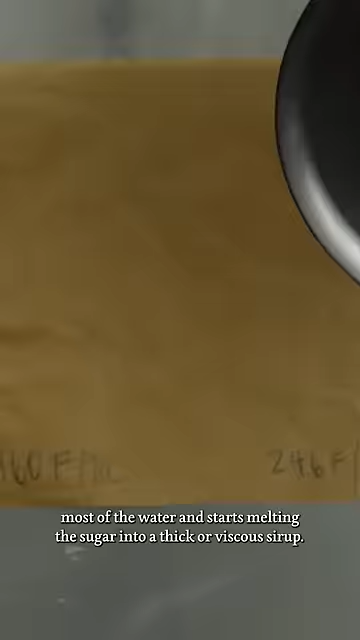 246 F/
most of the water and starts melting
the sugar into a thick or viscous sirup.